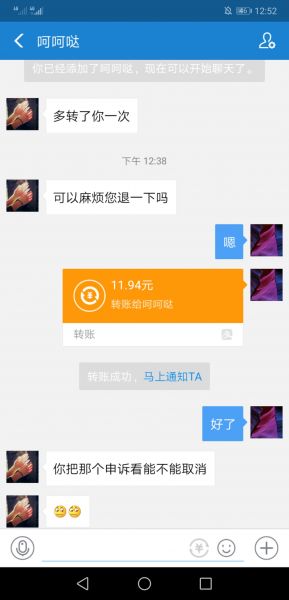 12:52
呵呵哒
你已经添加了呵呵哒，现在可以开始聊天了。
多转了你一次
下午 12:38
可以麻烦您退一下吗
嗯
11.94元
转账给呵呵哒
转账
转账成功，马上通知TA
好了
你把那个申诉看能不能取消